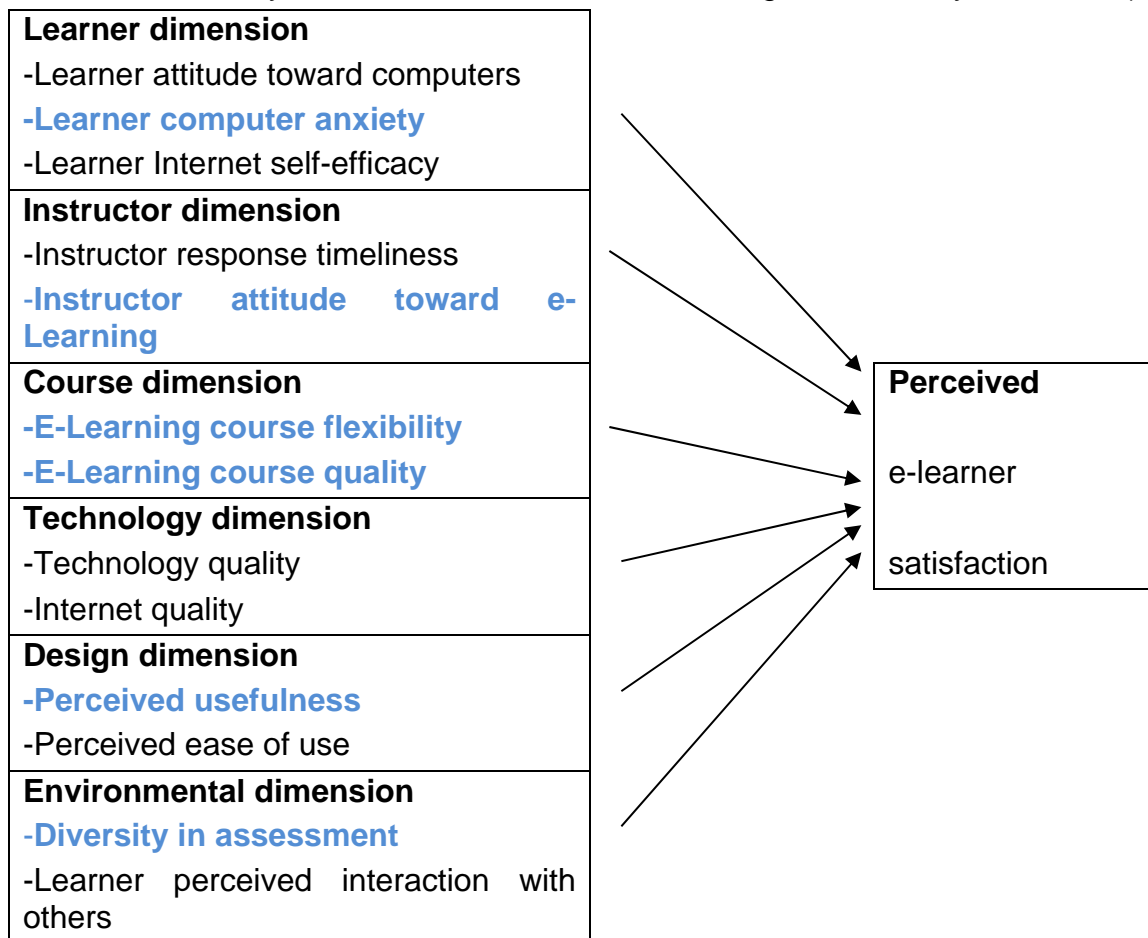 Learner dimension
-Learner attitude toward computers
-Learner computer anxiety
-Learner Internet self-efficacy
Instructor dimension
-Instructor response timeliness
-Instructor attitude toward e-
Learning
Course dimension
-E-Learning course flexibility
-E-Learning course quality
Technology dimension
-Technology quality
-Internet quality
Design dimension
-Perceived usefulness
-Perceived ease of use
Environmental dimension
-Diversity in assessment
-Learner perceived interaction with
others
Perceived
e-learner
satisfaction